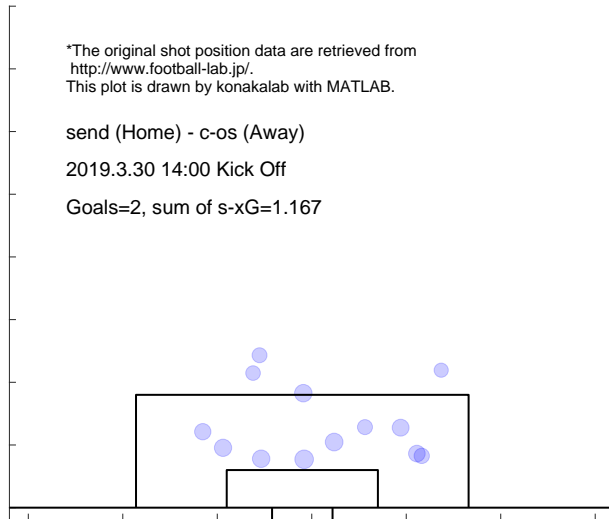 *The original shot position data are retrieved from
http://www.football-lab.jp/.
This plot is drawn by konakalab with MATLAB.
send (Home) - c-os (Away)
2019.3.30 14:00 Kick Off
Goals=2, sum of s-xG=1.167